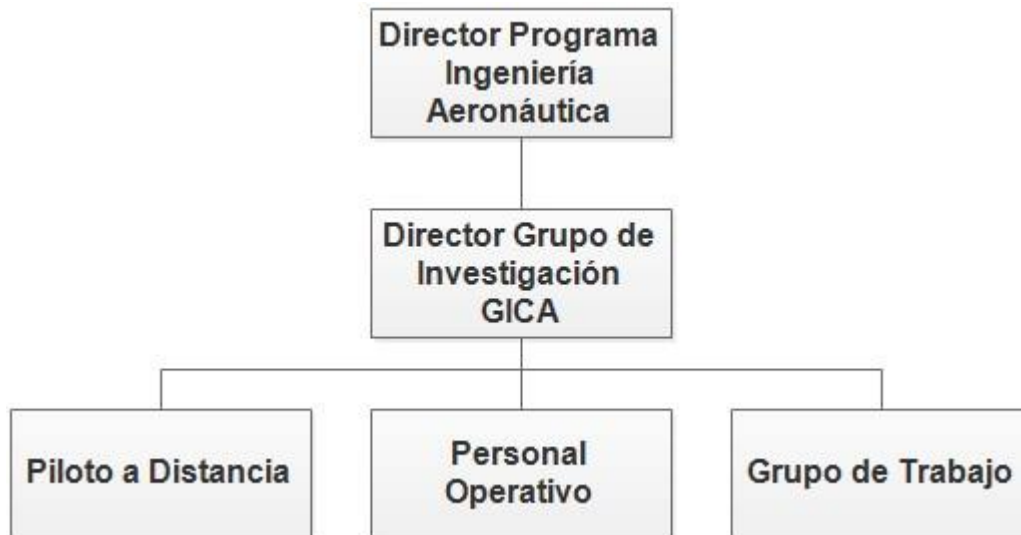 Director Programa
Ingeniería
Aeronáutica
Director Grupo de
Investigación
GICA
Piloto a Distancia
Personal
Operativo
Grupo de Trabajo